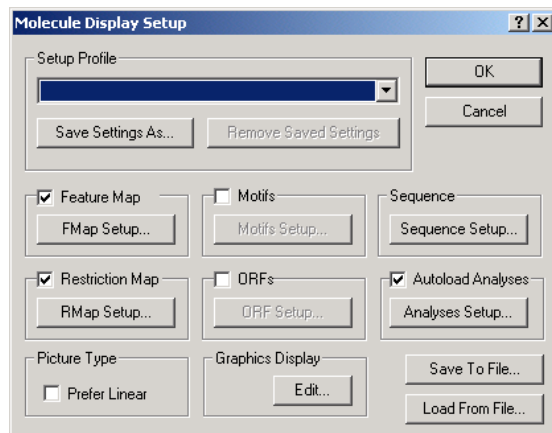 Molecule Display Setup
Setup Profile
OK
Save Settings As...
Remove Saved Settings
Cancel
Feature Map
Motifs
Sequence
FMap Setup...
Motifs Setup...
Sequence Setup...
Restriction Map
ORFs
Autoload Analyses
RMap Setup...
ORF Setup...
Analyses Setup...
Picture Type
Graphics Display
Save To File...
Prefer Linear
Edit...
Load From File...